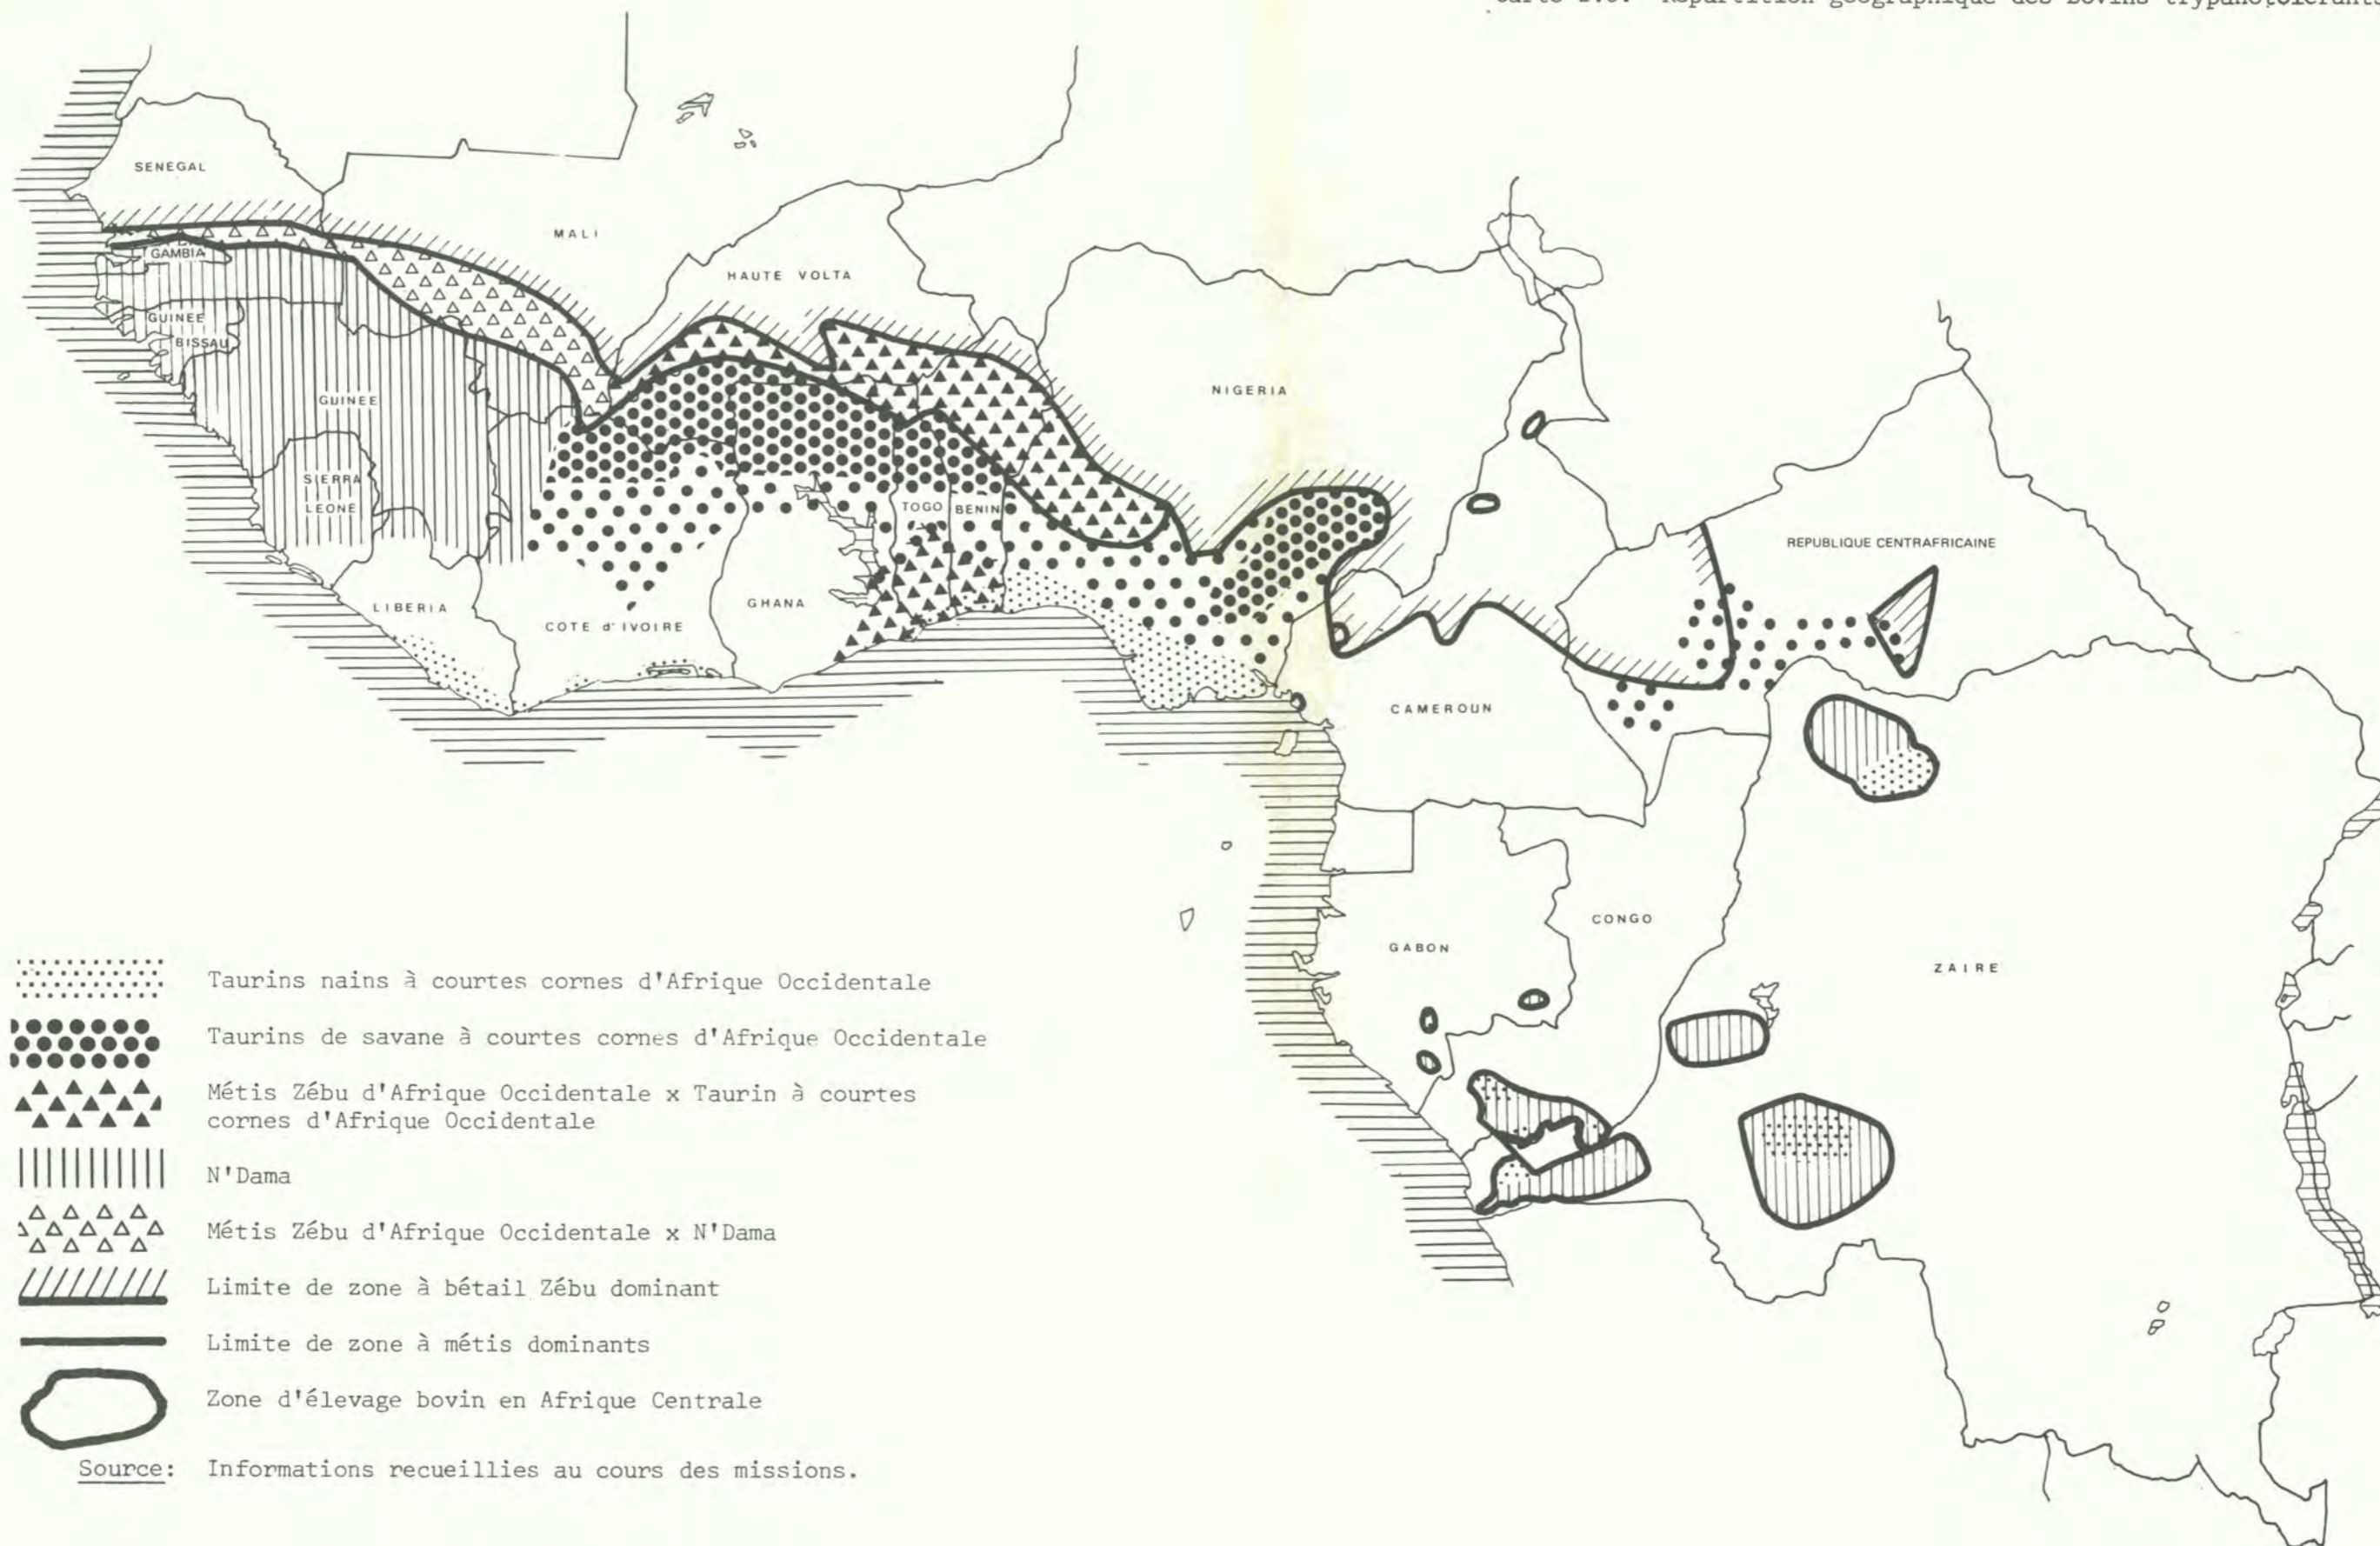 Répartition géographique des bovins trypanotolérants
SENEGAL
GAMBIA
GUINEE
BISSAU
GUINEE
SIERRA
LEONE
LIBERIA
MALI
HAUTE VOLTA
COTE d'IVOIRE
GHANA
TOGO
BENIN
NIGERIA
CAMEROUN
REPUBLIQUE CENTRAFRICAINE
GABON
CONGO
ZAIRE
Taurins nains à courtes cornes d'Afrique Occidentale
Taurins de savane à courtes cornes d'Afrique Occidentale
Métis Zébu d'Afrique Occidentale x Taurin à courtes
cornes d'Afrique Occidentale
N'Dama
Métis Zébu d'Afrique Occidentale x N'Dama
Limite de zone à bétail Zébu dominant
Limite de zone à métis dominants
Zone d'élevage bovin en Afrique Centrale
Source: Informations recueillies au cours des missions.